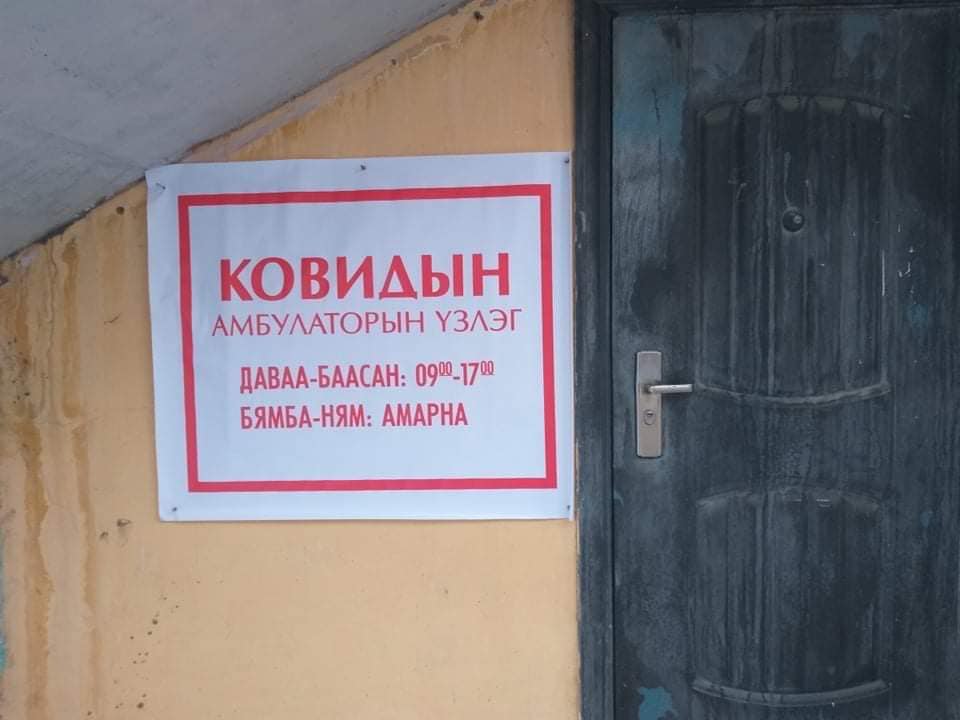 КОВИДЫН
АМБУЛАТОРЫН ҮЗЛЭГ
ДАВАА-БААСАН: 09⁰⁰-17⁰⁰
БЯМБА-НЯМ: АМАРНА